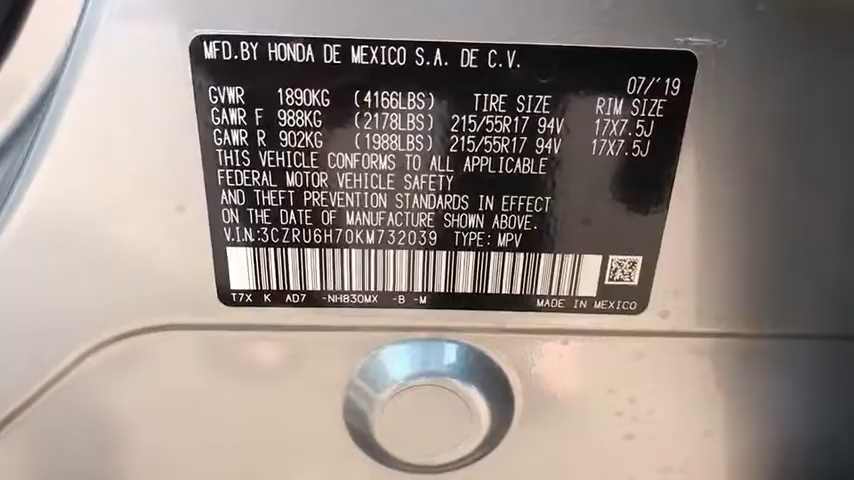 MFD.BY HONDA DE MEXICO S.A. DE C.V.
07/'19
GVWR 1890KG (4166LBS) TIRE SIZE RIM SIZE
GAWR F 988KG (2178LBS) 215/55R17 94V 17X7.5J
GAWR R 902KG (1988LBS) 215/55R17 94V 17X7.5J
THIS VEHICLE CONFORMS TO ALL APPLICABLE
FEDERAL MOTOR VEHICLE SAFETY
AND THEFT PREVENTION STANDARDS IN EFFECT
ON THE DATE OF MANUFACTURE SHOWN ABOVE.
V.I.N:3CZRU6H70KM732039 TYPE: MPV
T7X K AD7 -NH830MX -B -M MADE IN MEXICO